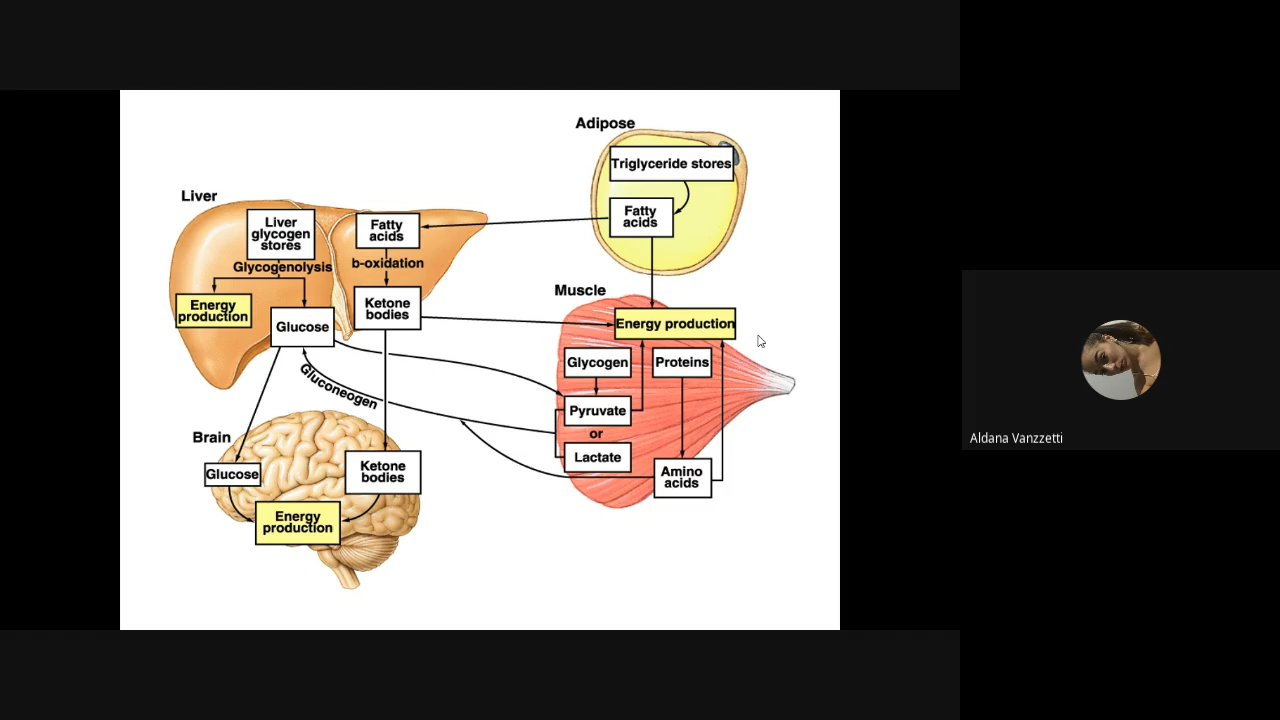 Adipose
Triglyceride stores
Fatty
acids
Liver
Liver
glycogen
stores
Fatty
acids
Glycogenolysis
b-oxidation
Energy
production
Glucose
Ketone
bodies
Muscle
Energy production
Glycogen
Proteins
Pyruvate
or
Lactate
Amino
acids
Gluconeogen
Brain
Glucose
Ketone
bodies
Energy
production
Aldana Vanzzetti